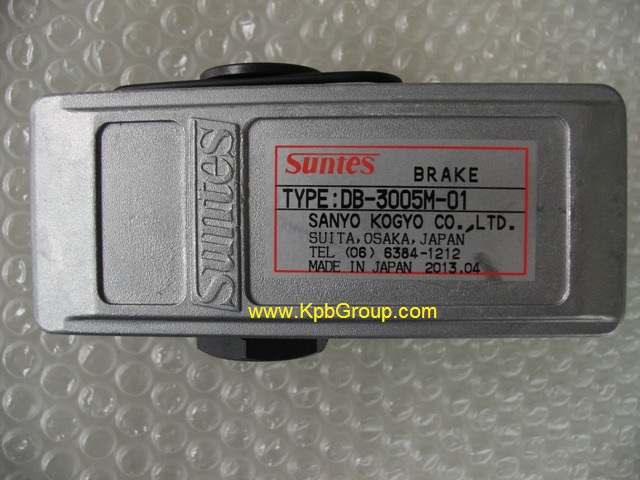 Suntes
Suntes BRAKE
TYPE:DB-3005M-01
SANYO KOGYO CO.,LTD.
SUITA,OSAKA,JAPAN
TEL (06) 6384-1212
MADE IN JAPAN 2013.04
www.KpbGroup.com